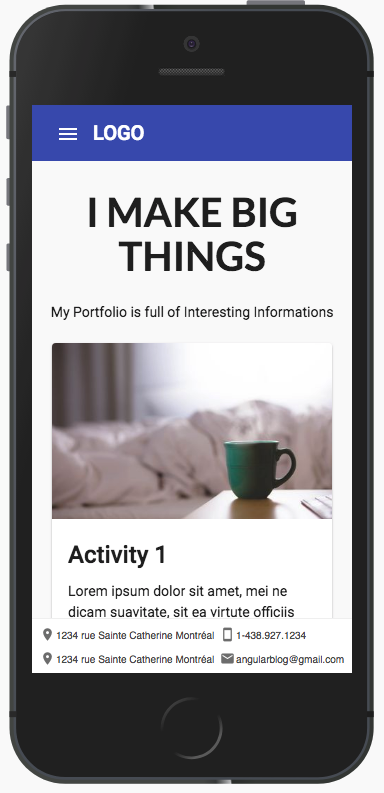 LOGO
I MAKE BIG
THINGS
My Portfolio is full of Interesting Informations
Activity 1
Lorem ipsum dolor sit amet, mei ne
dicam suavitate, sit ea virtute officiis
1234 rue Sainte Catherine Montréal 1-438.927.1234
1234 rue Sainte Catherine Montréal angularblog@gmail.com